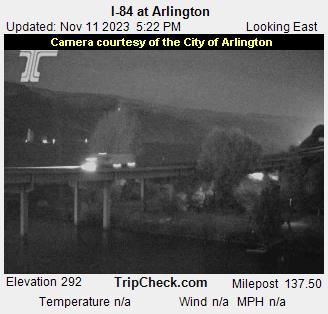 I-84 at Arlington
Updated: Nov 11 2023 5:22 PM Looking East
Camera courtesy of the City of Arlington
Elevation 292 TripCheck.com Milepost 137.50
Temperature n/a Wind n/a MPH n/a